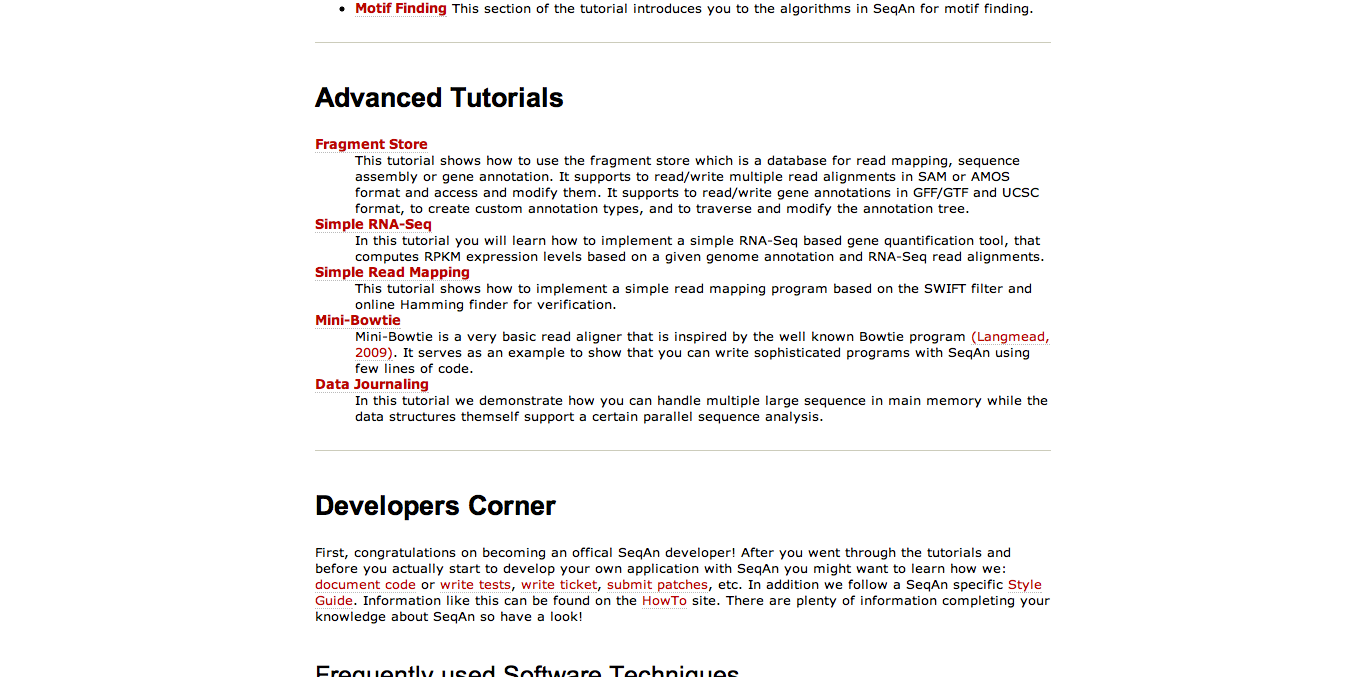 • Motif Finding This section of the tutorial introduces you to the algorithms in SeqAn for motif finding.
Advanced Tutorials
Fragment Store
This tutorial shows how to use the fragment store which is a database for read mapping, sequence
assembly or gene annotation. It supports to read/write multiple read alignments in SAM or AMOS
format and access and modify them. It supports to read/write gene annotations in GFF/GTF and UCSC
format, to create custom annotation types, and to traverse and modify the annotation tree.
Simple RNA-Seq
In this tutorial you will learn how to implement a simple RNA-Seq based gene quantification tool, that
computes RPKM expression levels based on a given genome annotation and RNA-Seq read alignments.
Simple Read Mapping
This tutorial shows how to implement a simple read mapping program based on the SWIFT filter and
online Hamming finder for verification.
Mini-Bowtie
Mini-Bowtie is a very basic read aligner that is inspired by the well known Bowtie program (Langmead,
2009). It serves as an example to show that you can write sophisticated programs with SeqAn using
few lines of code.
Data Journaling
In this tutorial we demonstrate how you can handle multiple large sequence in main memory while the
data structures themself support a certain parallel sequence analysis.
Developers Corner
First, congratulations on becoming an offical SeqAn developer! After you went through the tutorials and
before you actually start to develop your own application with SeqAn you might want to learn how we:
document code or write tests, write ticket, submit patches, etc. In addition we follow a SeqAn specific Style
Guide. Information like this can be found on the HowTo site. There are plenty of information completing your
knowledge about SeqAn so have a look!
Frequently used Software Techniques